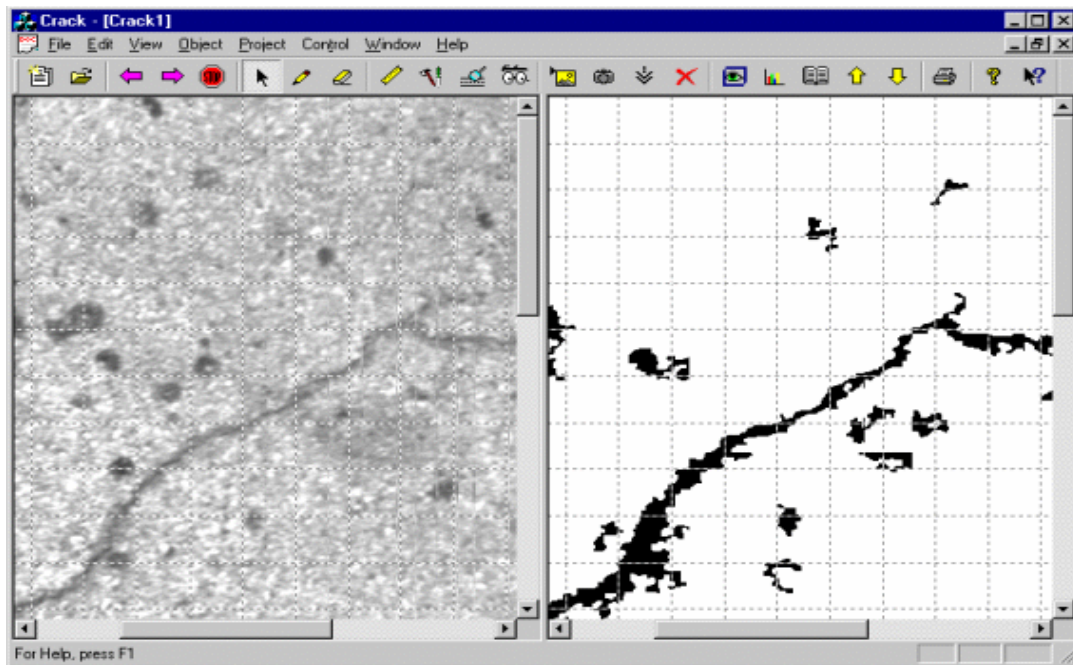 Crack - [Crack1]
File Edit View Object Project Control Window Help
STOP
For Help, press F1